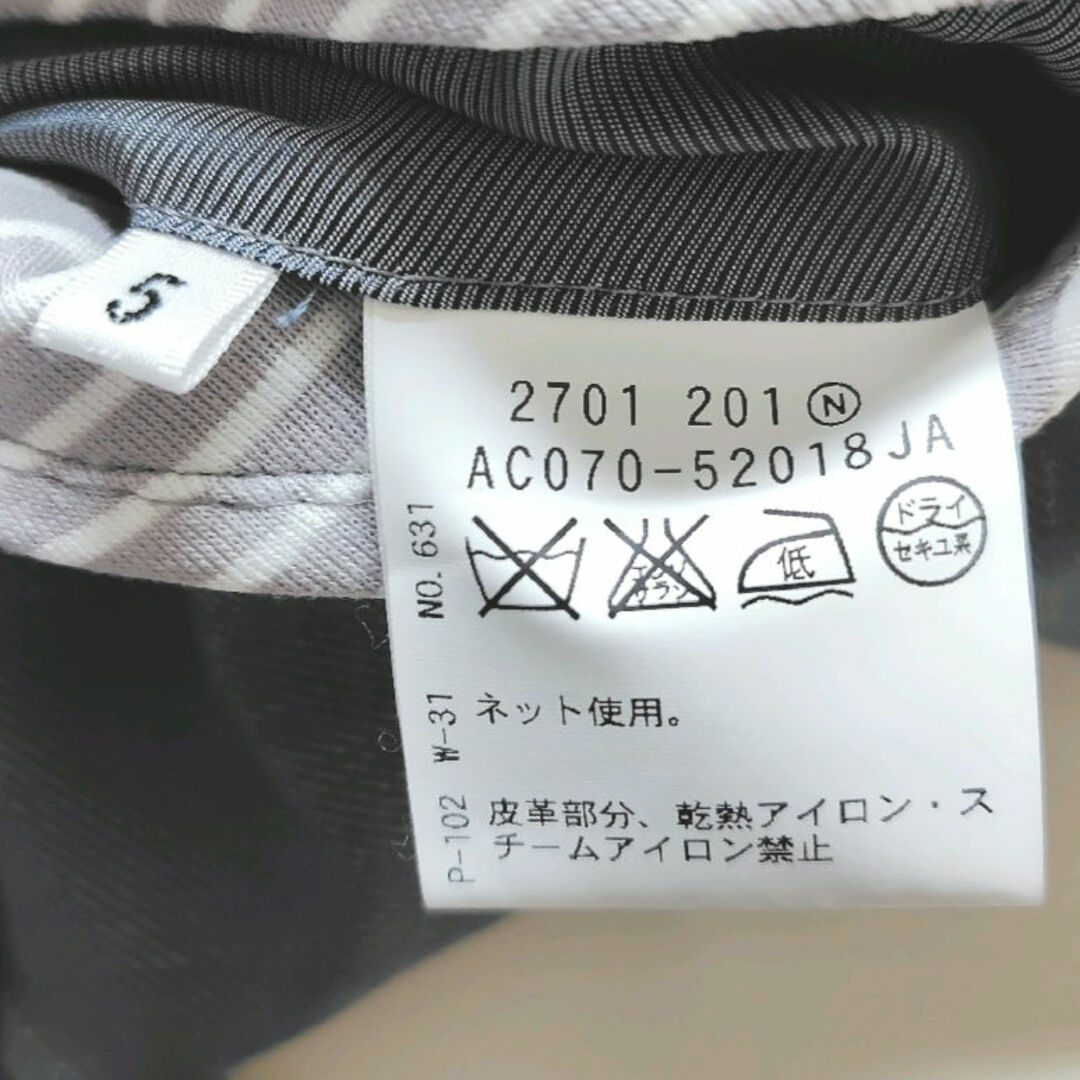 5
2701 201 Ⓝ
AC070-52018JA
NO. 631
低
ドライ
セキユ系
W-31
ネット使用。
P-102
皮革部分、乾熱アイロン・ス
チームアイロン禁止